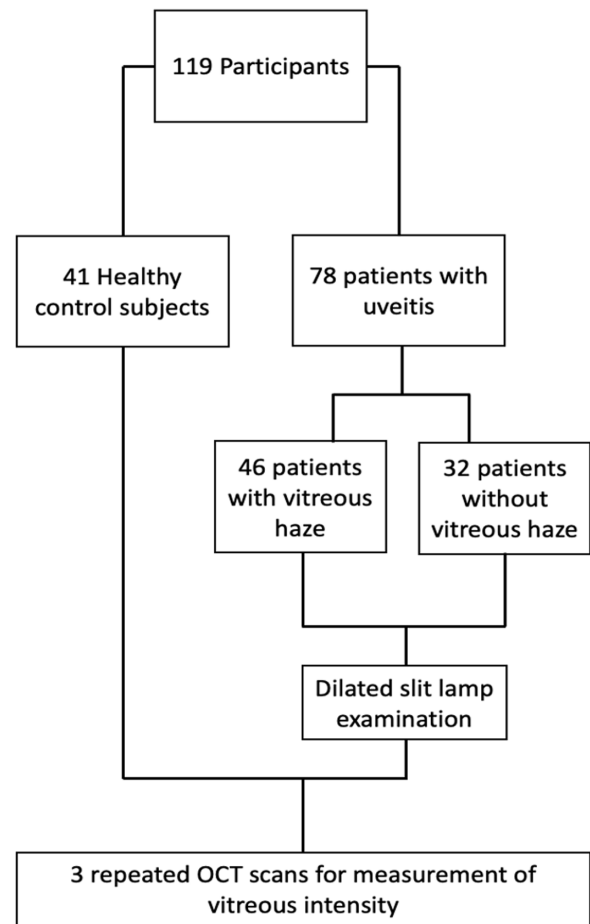 119 Participants
41 Healthy
control subjects
78 patients with
uveitis
46 patients
with vitreous
haze
32 patients
without
vitreous haze
Dilated slit lamp
examination
3 repeated OCT scans for measurement of
vitreous intensity